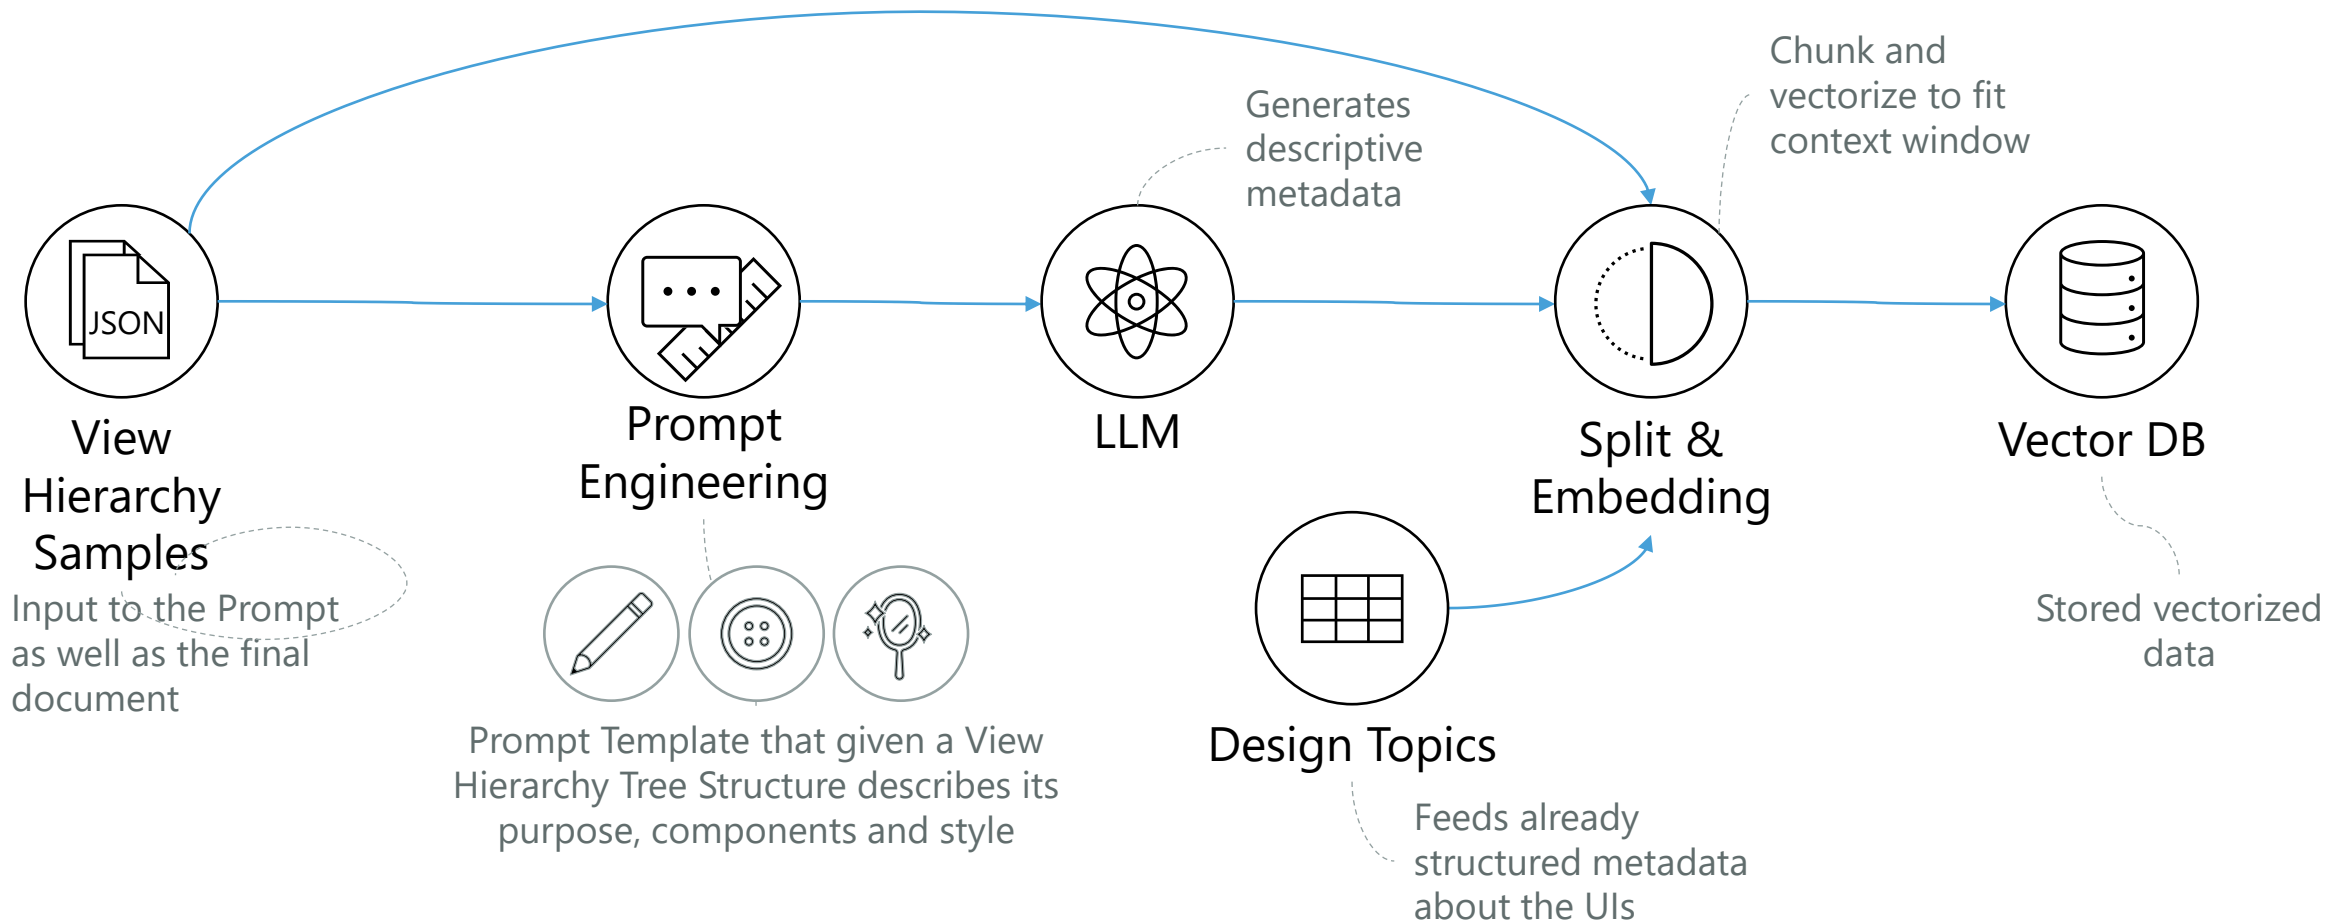 Chunk and
vectorize to fit
context window
Generates
descriptive
metadata
JSON
View
Hierarchy
Samples
Input to the Prompt
as well as the final
document
Prompt
Engineering
Prompt Template that given a View
Hierarchy Tree Structure describes its
purpose, components and style
LLM
Split &
Embedding
Design Topics
Feeds already
structured metadata
about the UIs
Vector DB
Stored vectorized
data